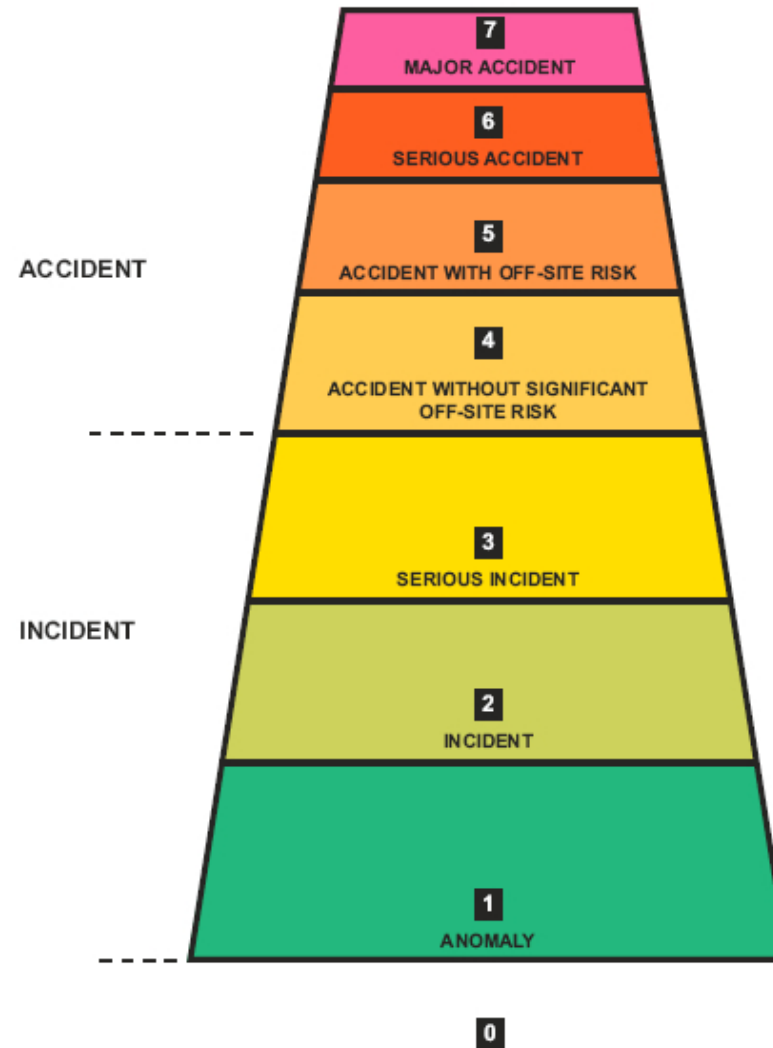 7
MAJOR ACCIDENT
6
SERIOUS ACCIDENT
5
ACCIDENT WITH OFF-SITE RISK
ACCIDENT
4
ACCIDENT WITHOUT SIGNIFICANT
OFF-SITE RISK
3
SERIOUS INCIDENT
INCIDENT
2
INCIDENT
1
ANOMALY
0